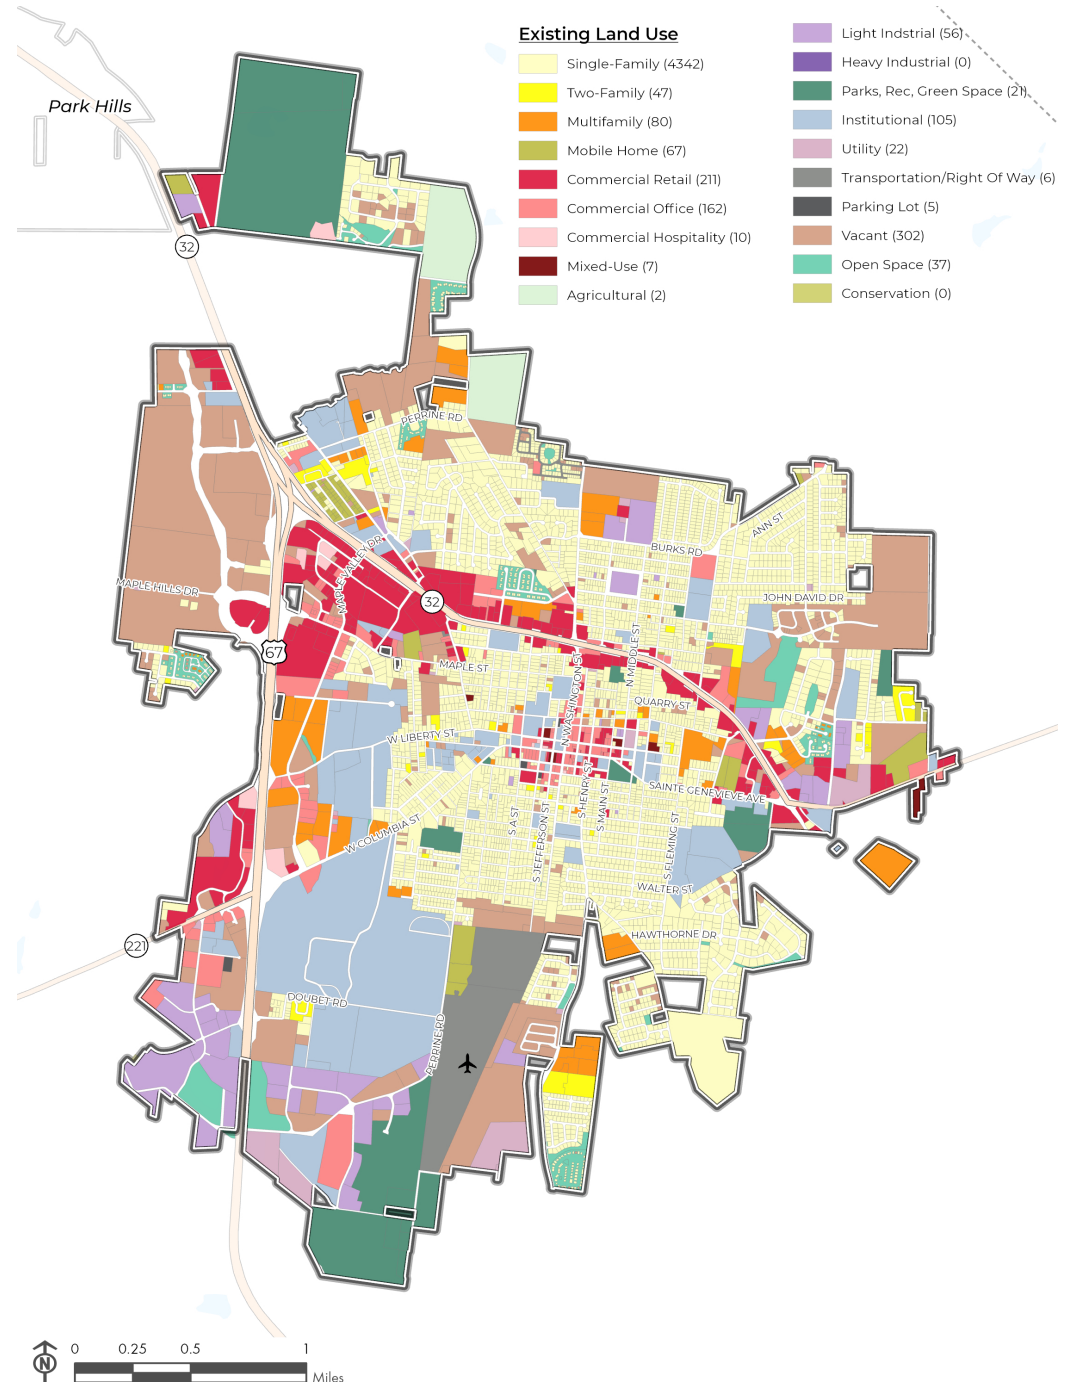 Existing Land Use
Single-Family (4342)
Two-Family (47)
Multifamily (80)
Mobile Home (67)
Commercial Retail (211)
Commercial Office (162)
Commercial Hospitality (10)
Mixed-Use (7)
Agricultural (2)
Light Indstrial (56)
Heavy Industrial (0)
Parks, Rec, Green Space (21)
Institutional (105)
Utility (22)
Transportation/Right Of Way (6)
Parking Lot (5)
Vacant (302)
Open Space (37)
Conservation (0)
Park Hills
32
PERRINE RD
ANN ST
BURKS RD
MAPLE VALLEY DR
MAPLE HILLS DR
JOHN DAVID DR
32
67
MAPLE ST
N WASHINGTON ST
N MIDDLE ST
QUARRY ST
W LIBERTY ST
SAINTE GENEVIEVE AVE
S HENRY ST
S MAIN ST
S A ST
S JEFFERSON ST
W COLUMBIA ST
S FLEMING ST
WALTER ST
HAWTHORNE DR
221
DOUBET RD
PERRINE RD
N
0 0.25 0.5 1
Miles